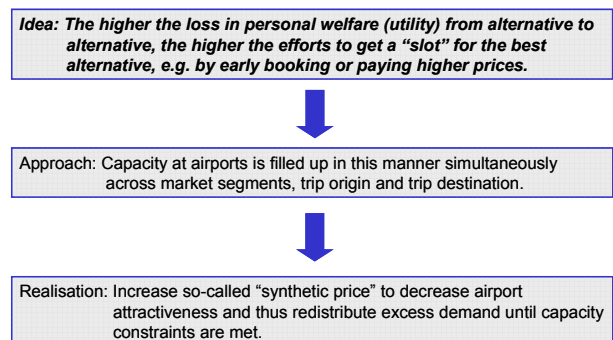 Idea: The higher the loss in personal welfare (utility) from alternative to
alternative, the higher the efforts to get a “slot” for the best
alternative, e.g. by early booking or paying higher prices.
Approach: Capacity at airports is filled up in this manner simultaneously
across market segments, trip origin and trip destination.
Realisation: Increase so-called “synthetic price” to decrease airport
attractiveness and thus redistribute excess demand until capacity
constraints are met.